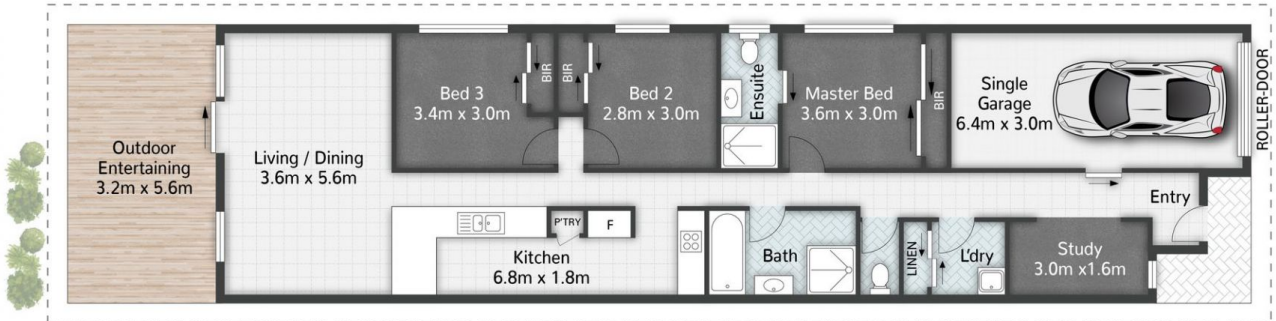 Outdoor
Entertaining
3.2m x 5.6m
Living / Dining
3.6m x 5.6m
Bed 3
3.4m x 3.0m
BIR
BIR
Bed 2
2.8m x 3.0m
Ensuite
Master Bed
3.6m x 3.0m
BIR
Single
Garage
6.4m x 3.0m
ROLLER-DOOR
Entry
P'TRY
F
Kitchen
6.8m x 1.8m
Bath
LINEN
L'dry
Study
3.0m x1.6m